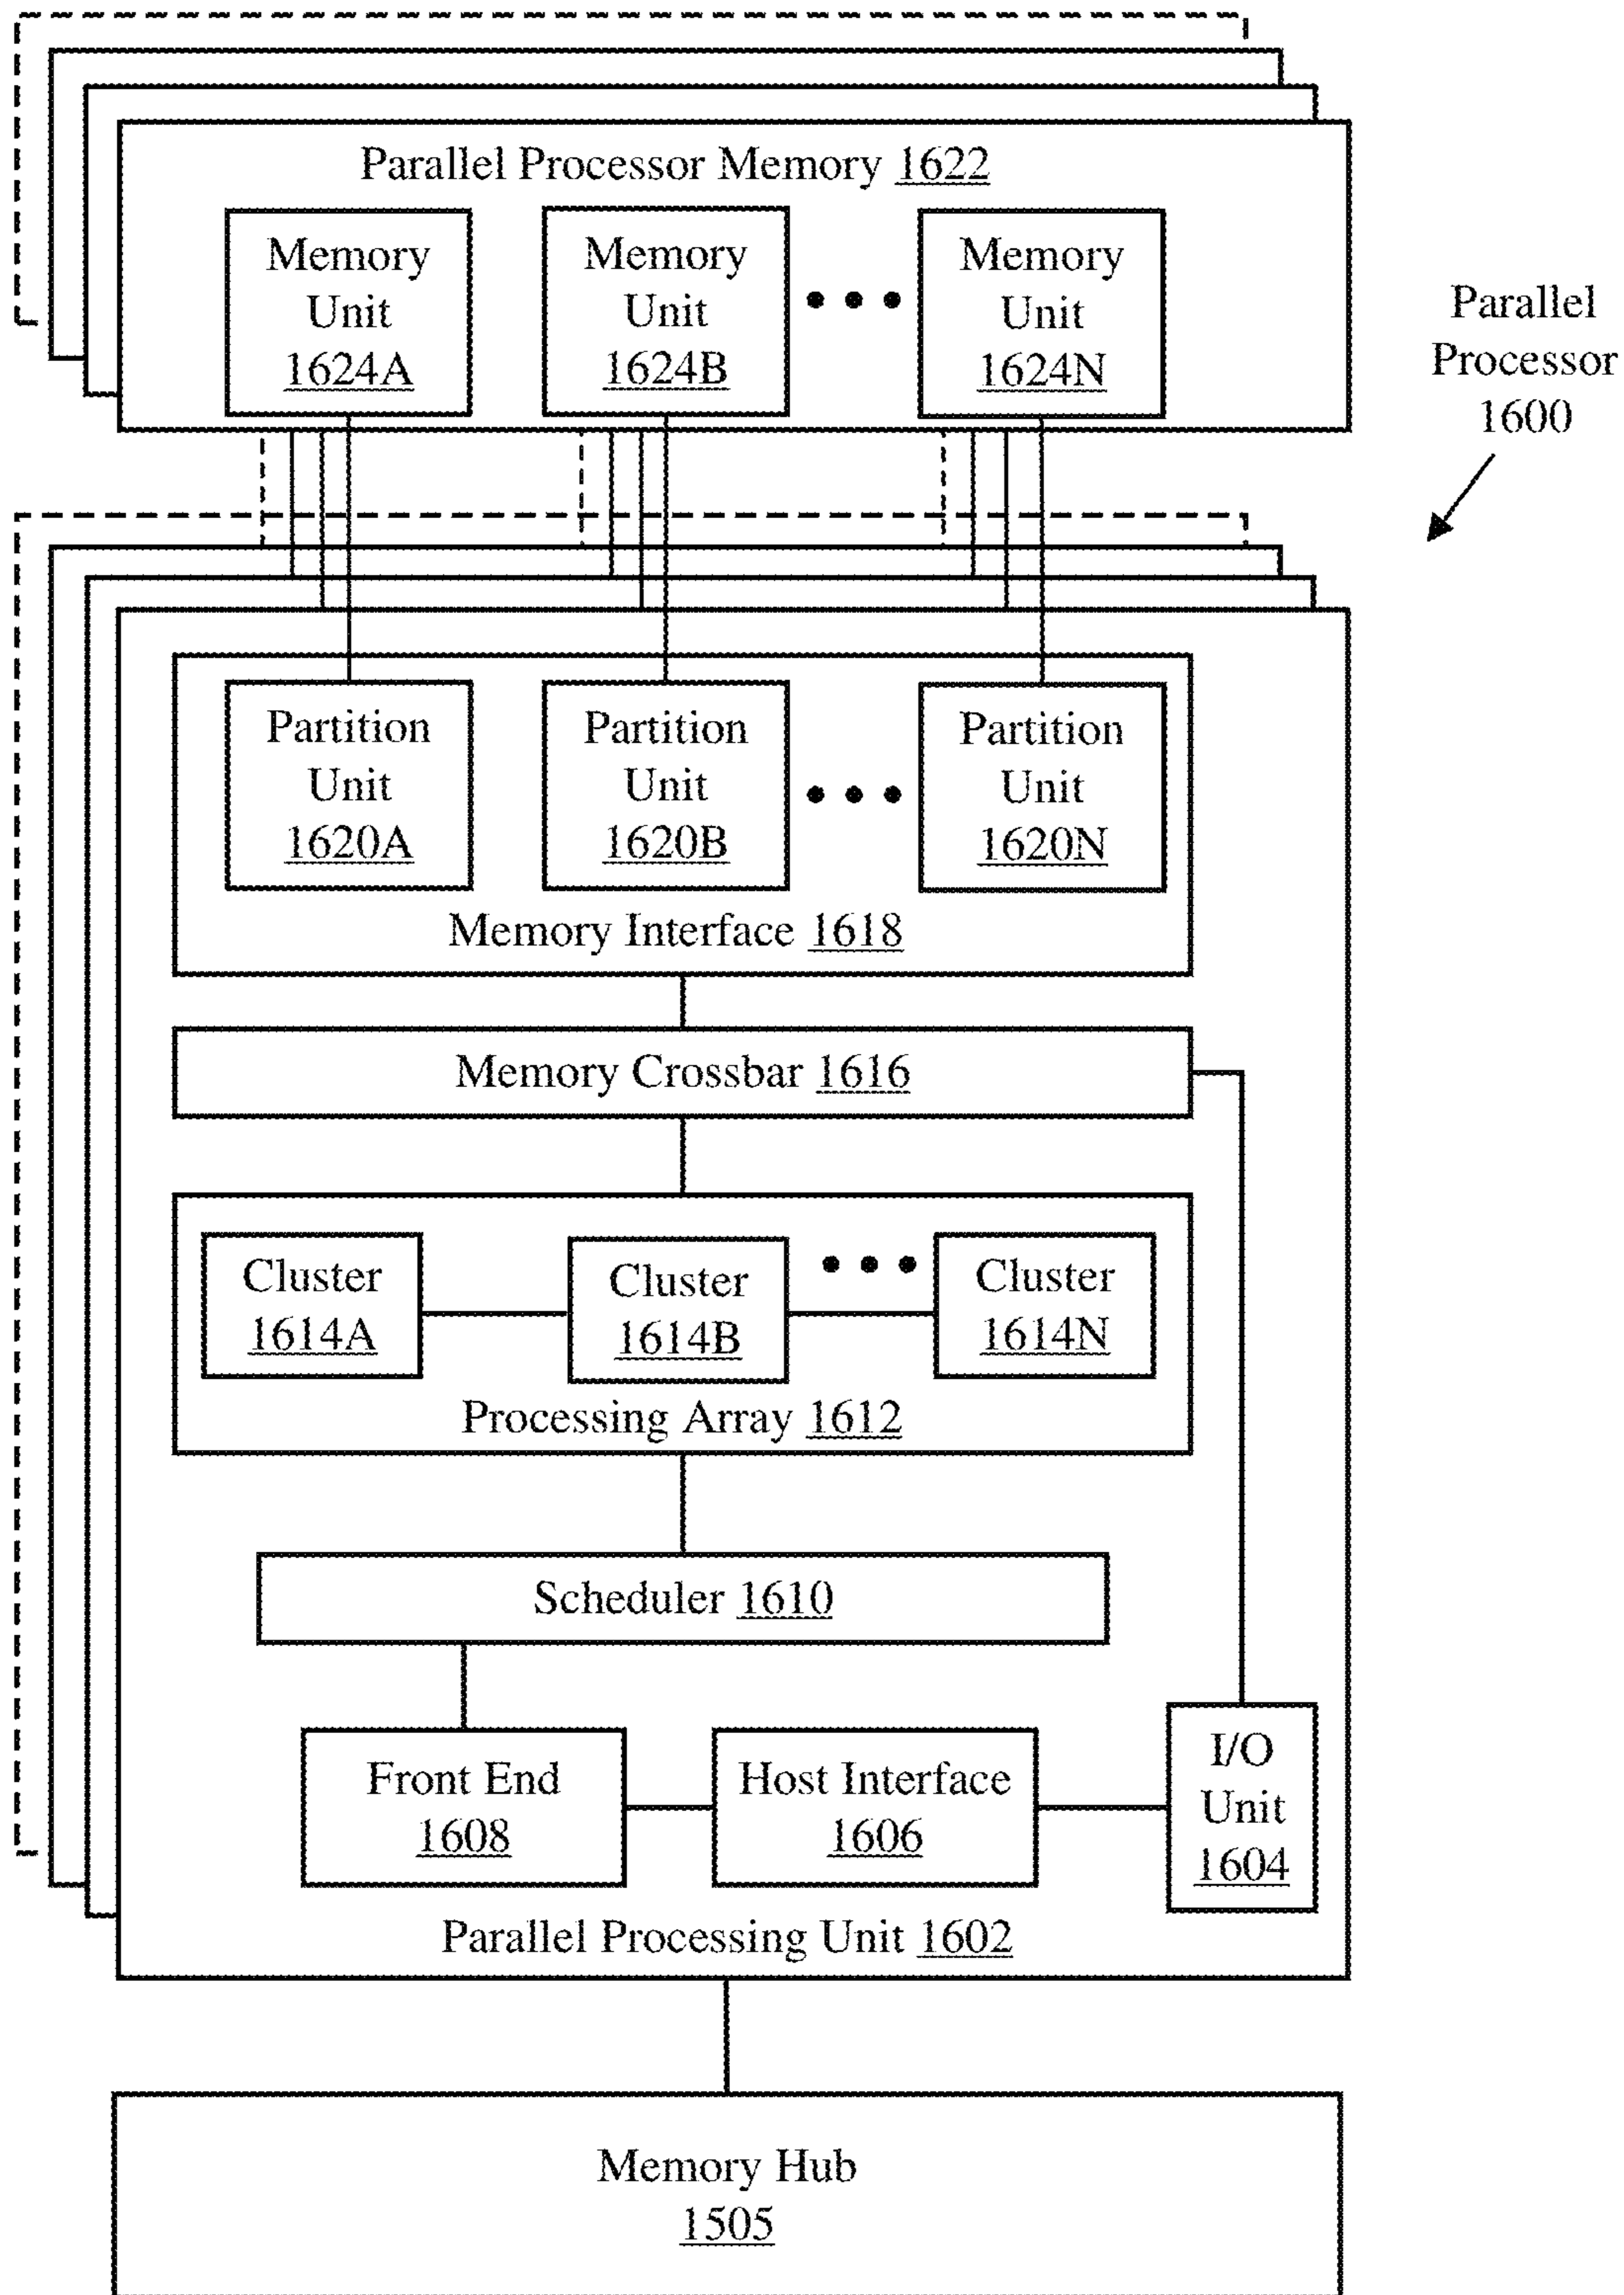 Parallel Processor Memory 1622
Memory
Unit
1624A
Memory
Unit
1624B
Memory
Unit
1624N
Parallel
Processor
1600
Partition
Unit
1620A
Partition
Unit
1620B
Partition
Unit
1620N
Memory Interface 1618
Memory Crossbar 1616
Cluster
1614A
Cluster
1614B
Cluster
1614N
Processing Array 1612
Scheduler 1610
Front End
1608
Host Interface
1606
I/O
Unit
1604
Parallel Processing Unit 1602
Memory Hub
1505